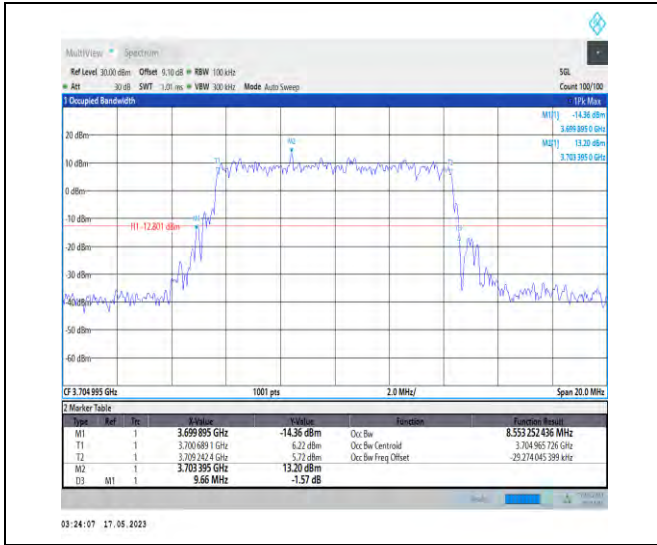 MultiView Spectrum
Ref Level 30.00 dBm Offset 9.10 dB RBW 100 kHz SGL
Att 30 dB SWT 1.01 ms VBW 300 kHz Mode Auto Sweep Count 100/100
1 Occupied Bandwidth 1Pk Max
M1[1] -14.36 dBm
3.699 895 0 GHz
M2[1] 13.20 dBm
3.703 395 0 GHz
20 dBm
M2
10 dBm
T1
0 dBm
-10 dBm
H1 -12.801 dBm
-20 dBm
-30 dBm
-40 dBm
-50 dBm
-60 dBm
CF 3.704 995 GHz 1001 pts 2.0 MHz/ Span 20.0 MHz
2 Marker Table
Type Ref Trc X-Value Y-Value Function Function Result
M1 1 3.699 895 GHz -14.36 dBm Occ Bw 8.553 252 436 MHz
T1 1 3.700 689 1 GHz 6.22 dBm Occ Bw Centroid 3.704 965 726 GHz
T2 1 3.709 242 4 GHz 5.72 dBm Occ Bw Freq Offset -29.274 045 399 kHz
M2 1 3.703 395 GHz 13.20 dBm
D3 M1 1 9.66 MHz -1.57 dB
03:24:07 17.05.2023